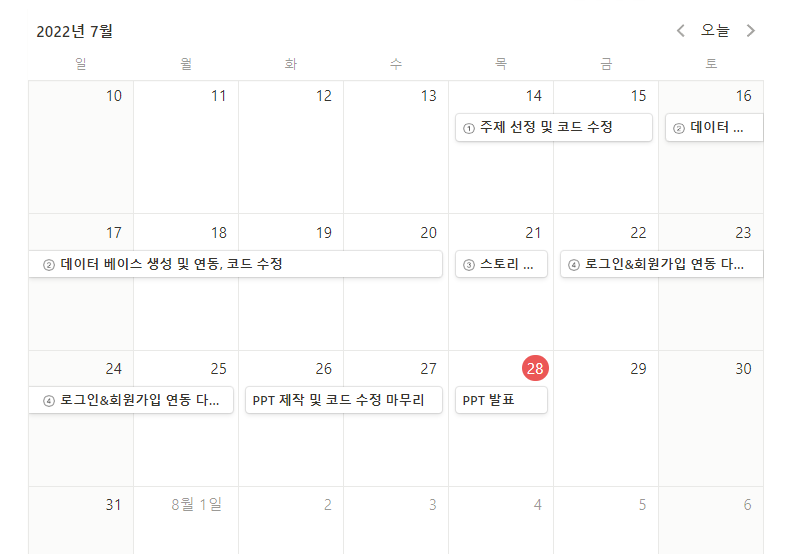 2022년 7월 오늘
일 월 화 수 목 금 토
10 11 12 13 14 15 16
① 주제 선정 및 코드 수정 ② 데이터 ...
17 18 19 20 21 22 23
② 데이터 베이스 생성 및 연동, 코드 수정 ③ 스토리 ... ④ 로그인&회원가입 연동 다...
24 25 26 27 28 29 30
④ 로그인&회원가입 연동 다... PPT 제작 및 코드 수정 마무리 PPT 발표
31 8월 1일 2 3 4 5 6